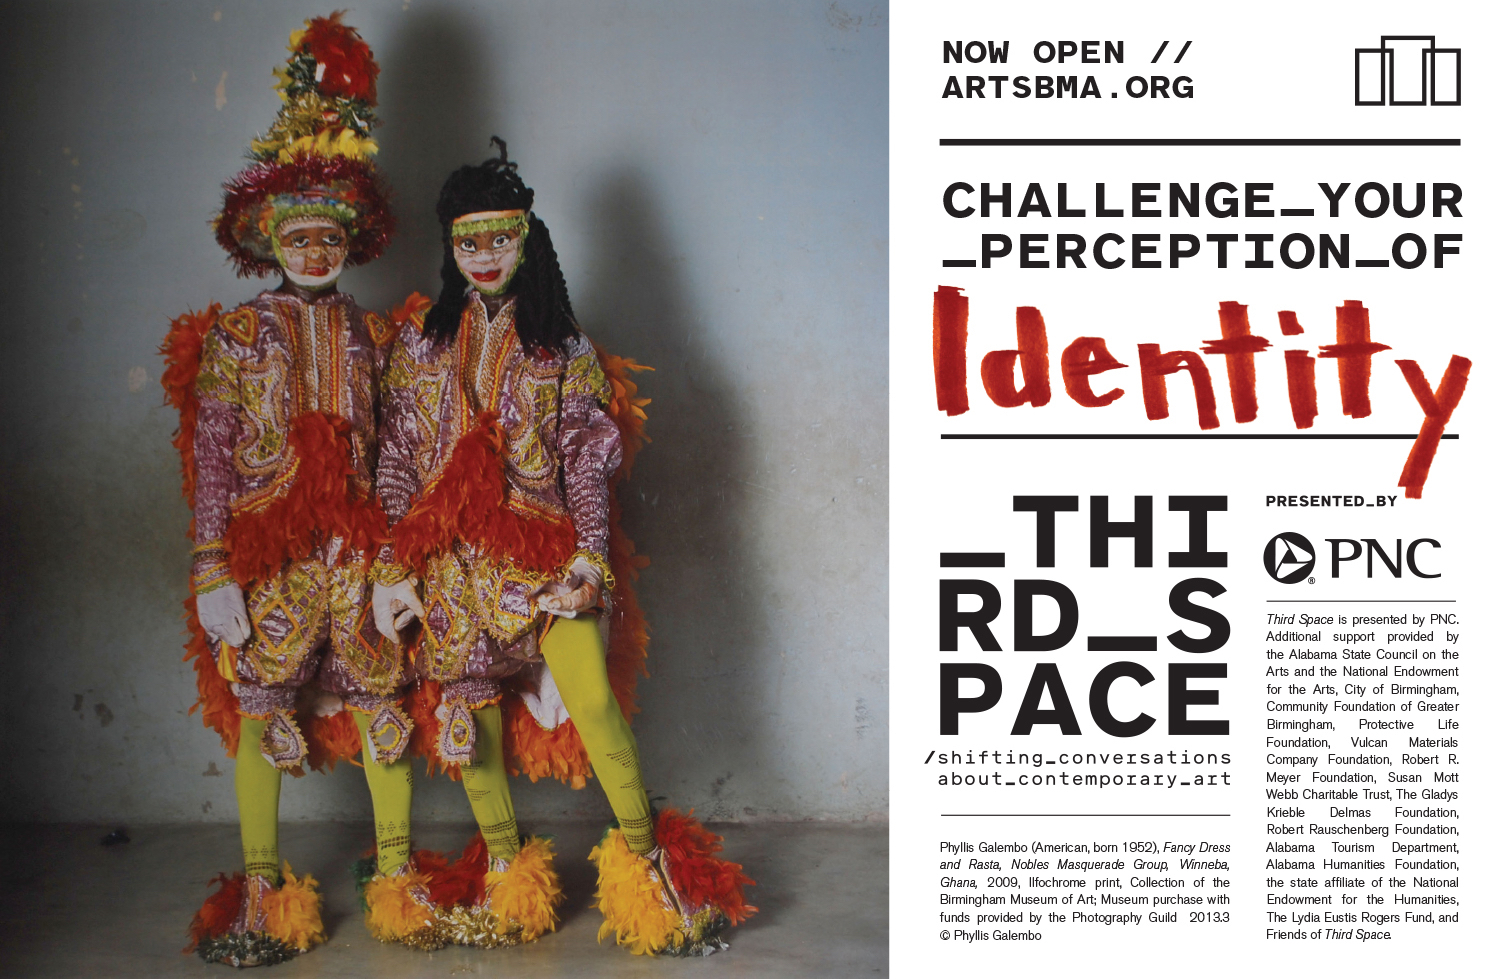 NOW OPEN //
ARTSBMA.ORG
CHALLENGE_YOUR
_PERCEPTION_OF
Identity
_THI
RD_S
PACE
/shifting_conversations
about_contemporary_art
Phyllis Galembo (American, born 1952), Fancy Dress
and Rasta, Nobles Masquerade Group, Winneba,
Ghana, 2009, Ilfochrome print, Collection of the
Birmingham Museum of Art; Museum purchase with
funds provided by the Photography Guild 2013.3
© Phyllis Galembo
PRESENTED_BY
PNC
®
Third Space is presented by PNC.
Additional support provided by
the Alabama State Council on the
Arts and the National Endowment
for the Arts, City of Birmingham,
Community Foundation of Greater
Birmingham, Protective Life
Foundation, Vulcan Materials
Company Foundation, Robert R.
Meyer Foundation, Susan Mott
Webb Charitable Trust, The Gladys
Krieble Delmas Foundation,
Robert Rauschenberg Foundation,
Alabama Tourism Department,
Alabama Humanities Foundation,
the state affiliate of the National
Endowment for the Humanities,
The Lydia Eustis Rogers Fund, and
Friends of Third Space.